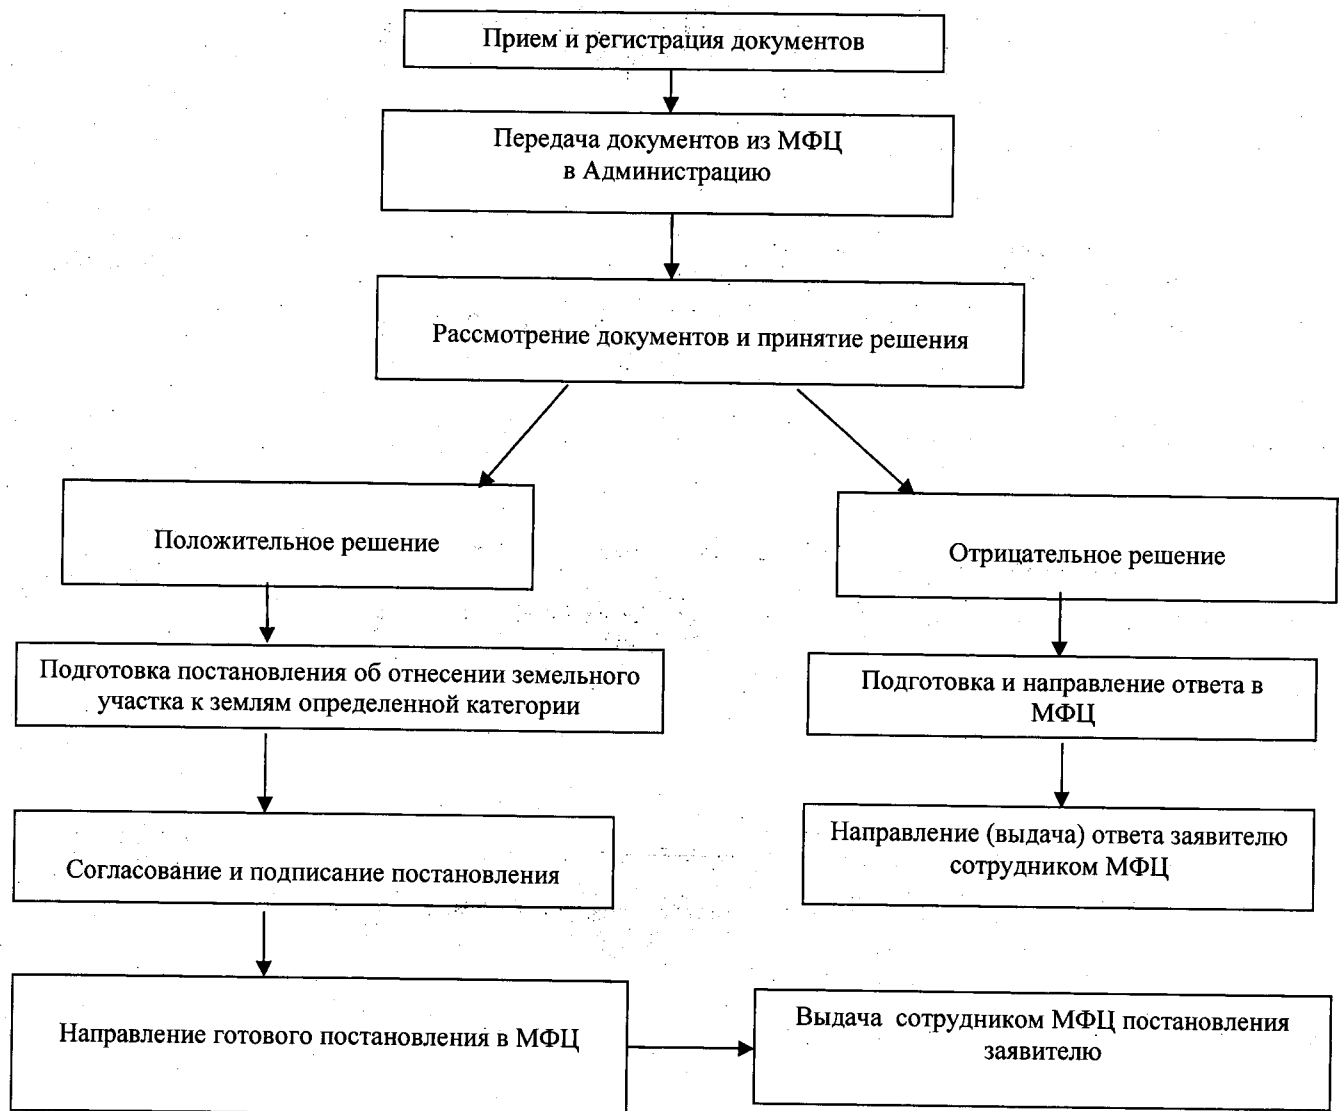 Прием и регистрация документов
Передача документов из МФЦ
в Администрацию
Рассмотрение документов и принятие решения
Положительное решение
Отрицательное решение
Подготовка постановления об отнесении земельного
участка к землям определенной категории
Подготовка и направление ответа в
МФЦ
Согласование и подписание постановления
Направление (выдача) ответа заявителю
сотрудником МФЦ
Направление готового постановления в МФЦ
Выдача сотрудником МФЦ постановления
заявителю